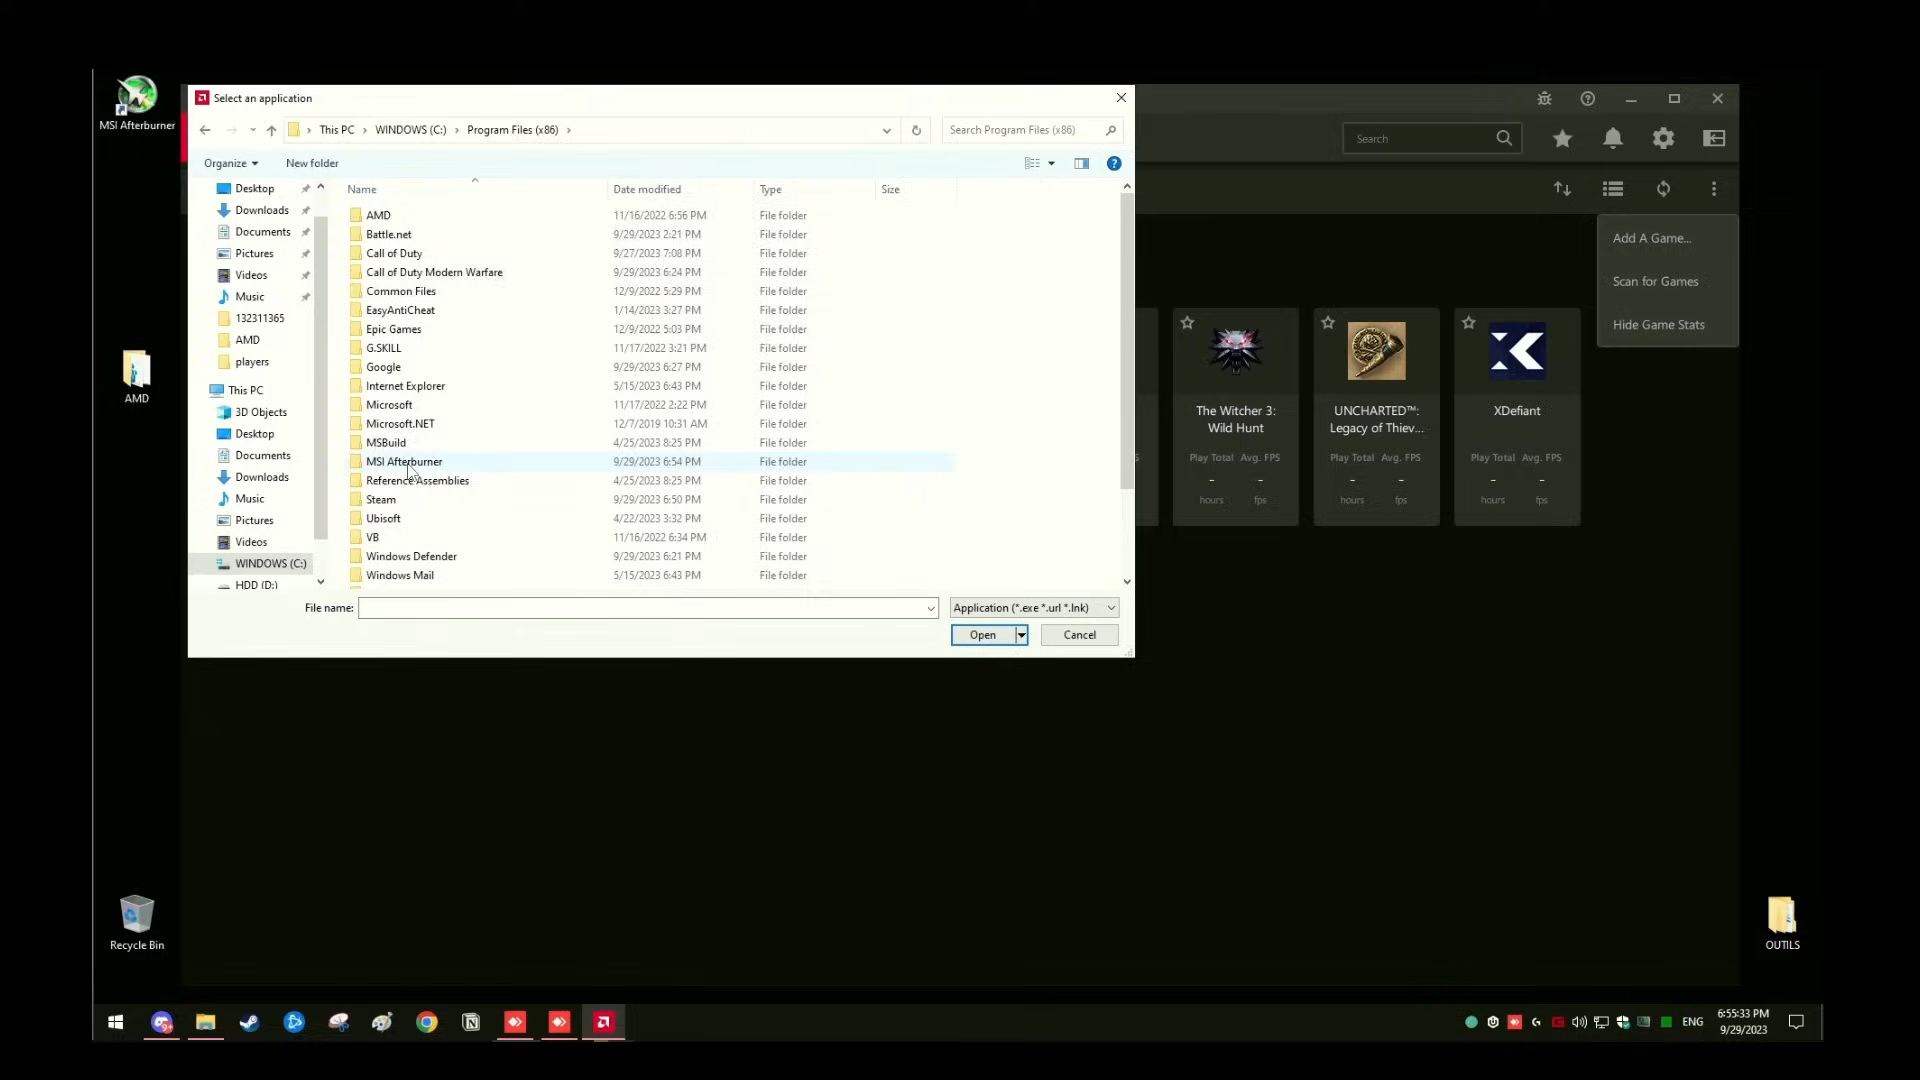 MSI Afterburner
AMD
Recycle Bin
OUTILS
Select an application
This PC
WINDOWS (C:)
Program Files (x86)
Search Program Files (x86)
Organize
New folder
Desktop
Downloads
Documents
Pictures
Videos
Music
132311365
AMD
players
This PC
3D Objects
Desktop
Documents
Downloads
Music
Pictures
Videos
WINDOWS (C:)
HDD (D:)
Name Date modified Type Size
AMD 11/16/2022 6:56 PM File folder
Battle.net 9/29/2023 2:21 PM File folder
Call of Duty 9/27/2023 7:08 PM File folder
Call of Duty Modern Warfare 9/29/2023 6:24 PM File folder
Common Files 12/9/2022 5:29 PM File folder
EasyAntiCheat 1/14/2023 3:27 PM File folder
Epic Games 12/9/2022 5:03 PM File folder
G.SKILL 11/17/2022 3:21 PM File folder
Google 9/29/2023 6:27 PM File folder
Internet Explorer 5/15/2023 6:43 PM File folder
Microsoft 11/17/2022 2:22 PM File folder
Microsoft.NET 12/7/2019 10:31 AM File folder
MSBuild 4/25/2023 8:25 PM File folder
MSI Afterburner 9/29/2023 6:54 PM File folder
Reference Assemblies 4/25/2023 8:25 PM File folder
Steam 9/29/2023 6:50 PM File folder
Ubisoft 4/22/2023 3:32 PM File folder
VB 11/16/2022 6:34 PM File folder
Windows Defender 9/29/2023 6:21 PM File folder
Windows Mail 5/15/2023 6:43 PM File folder
File name:
Application (*.exe *.url *.lnk)
Open
Cancel
Search
Add A Game...
Scan for Games
Hide Game Stats
The Witcher 3:
Wild Hunt
Play Total Avg. FPS
- -
hours fps
UNCHARTED™:
Legacy of Thiev...
Play Total Avg. FPS
- -
hours fps
XDefiant
Play Total Avg. FPS
- -
hours fps
9+
ENG
6:55:33 PM
9/29/2023